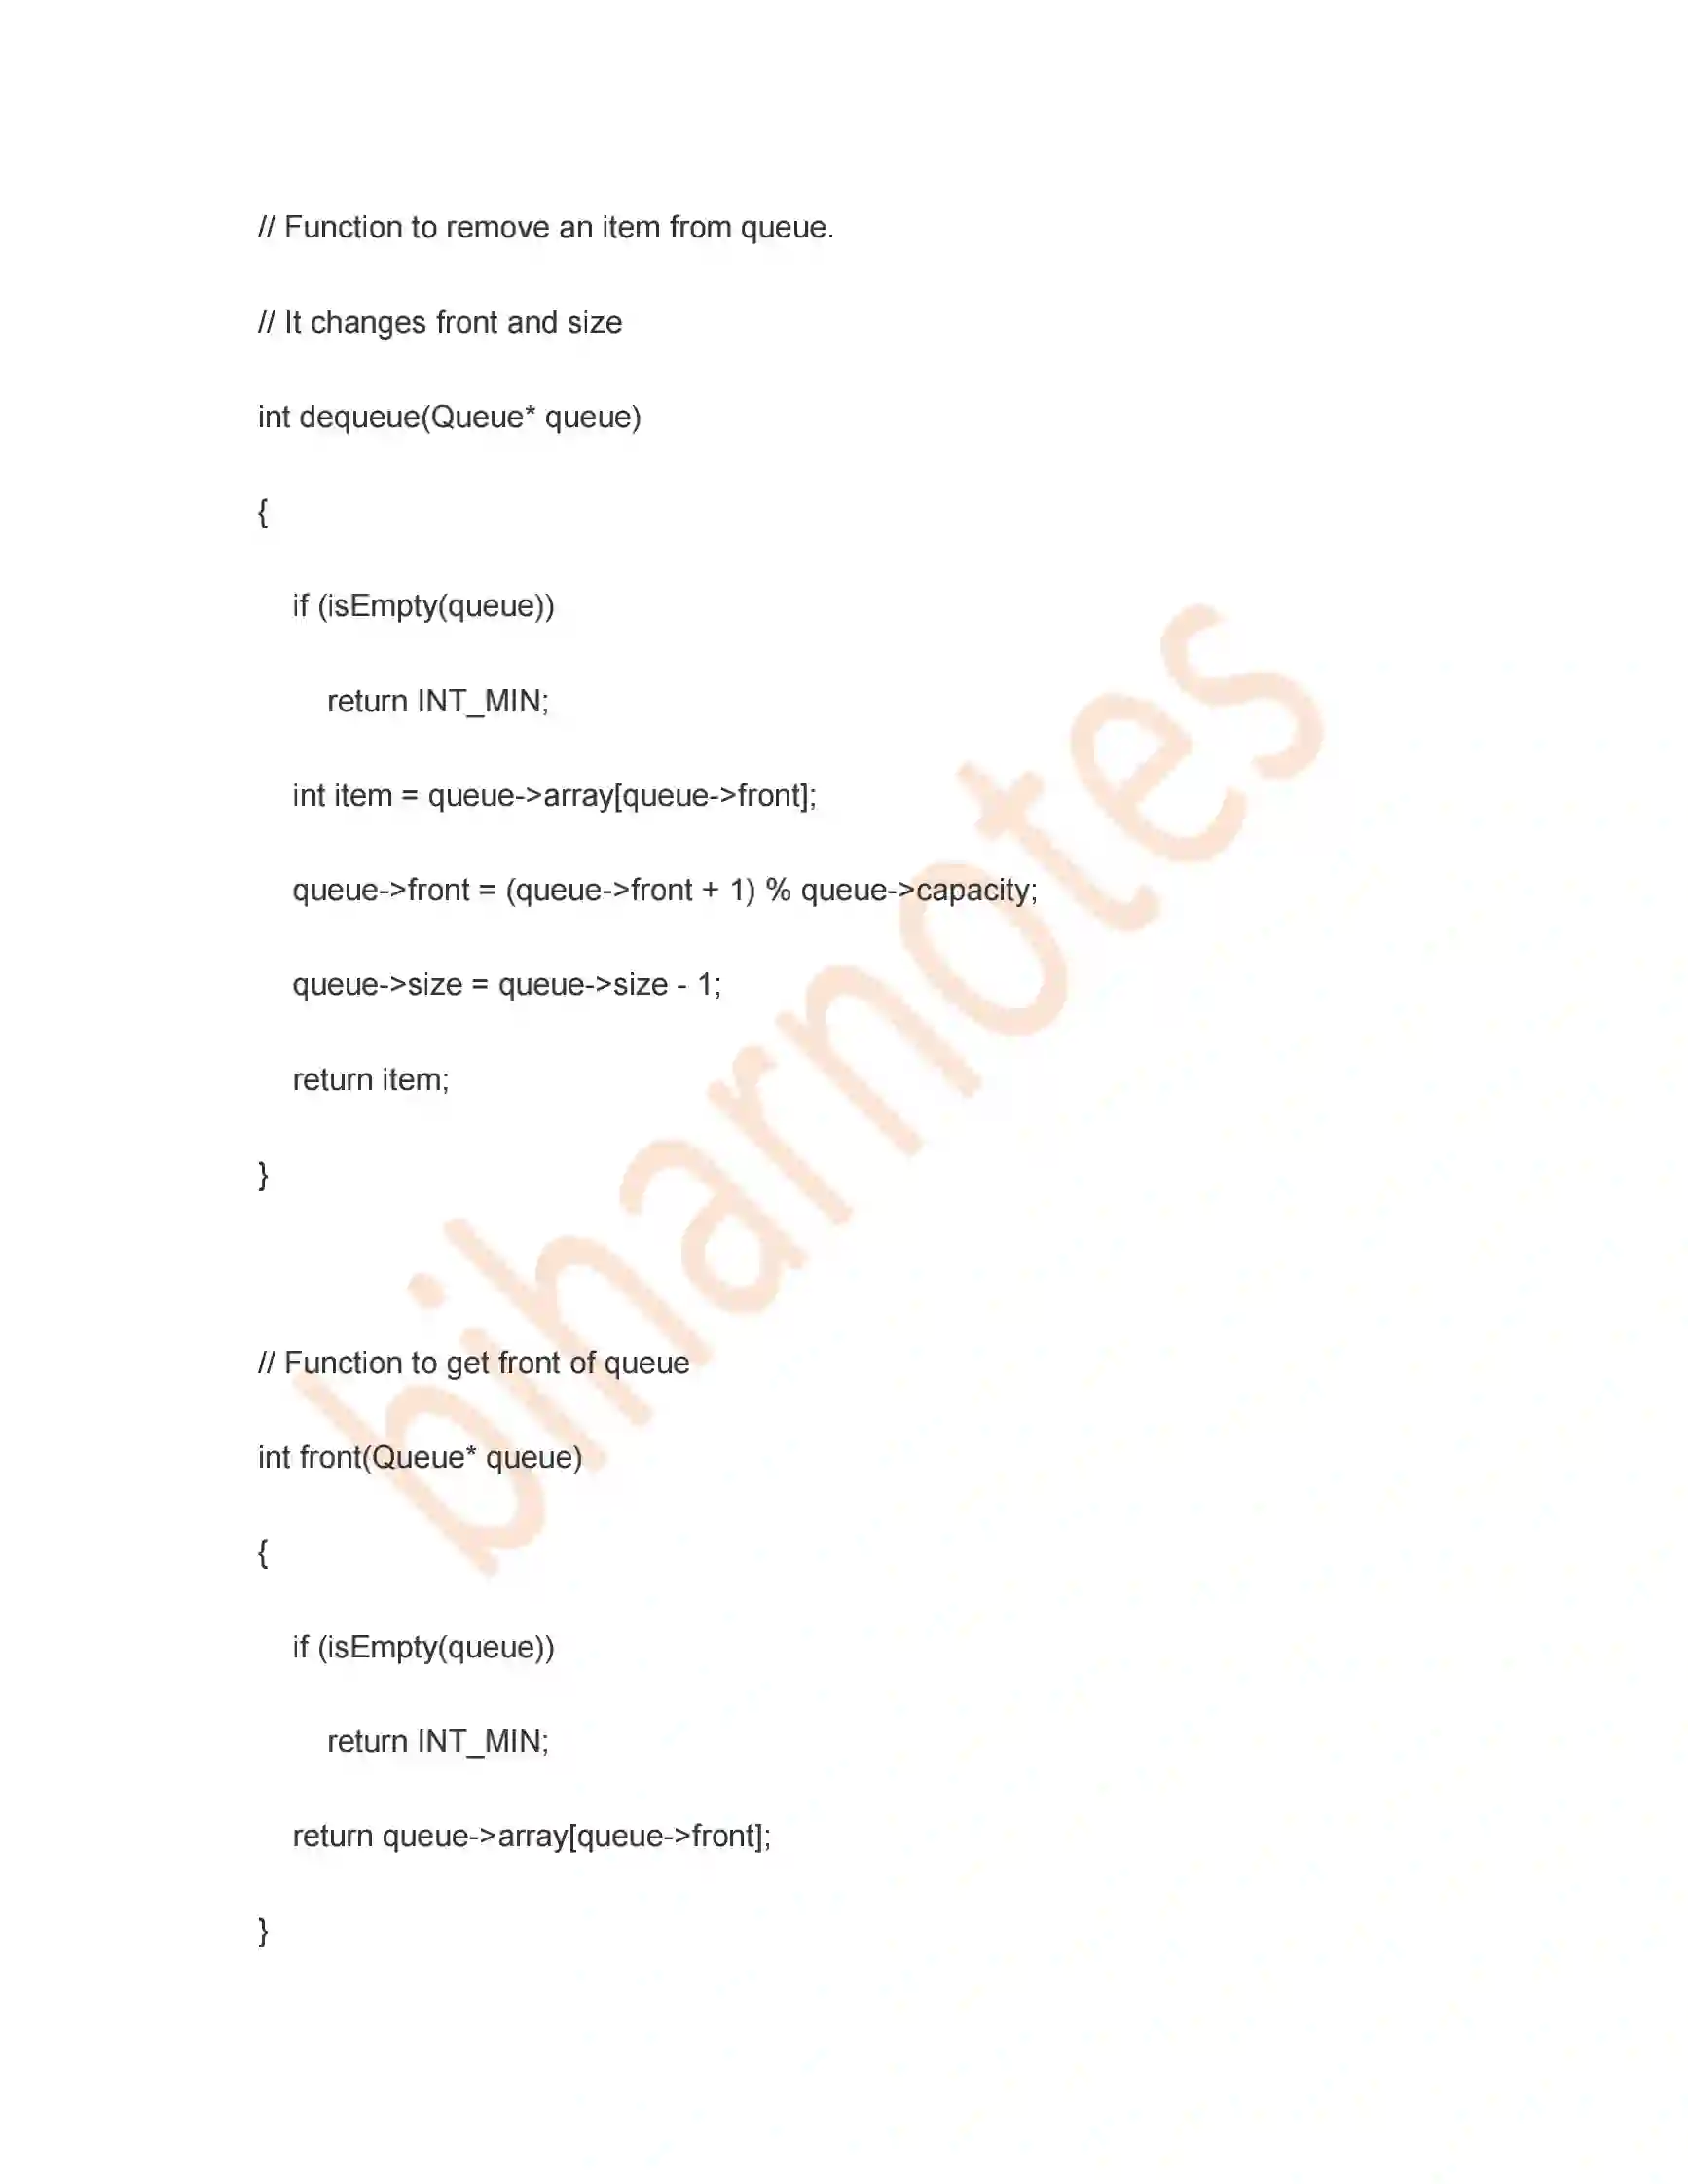 // Function to remove an item from queue.
// It changes front and size
int dequeue(Queue* queue)
{
if (isEmpty(queue))
return INT_MIN;
int item = queue->array[queue->front];
queue->front = (queue->front + 1) % queue->capacity;
queue->size = queue->size - 1;
return item;
}
// Function to get front of queue
int front(Queue* queue)
{
if (isEmpty(queue))
return INT_MIN;
return queue->array[queue->front];
}
biharnotes